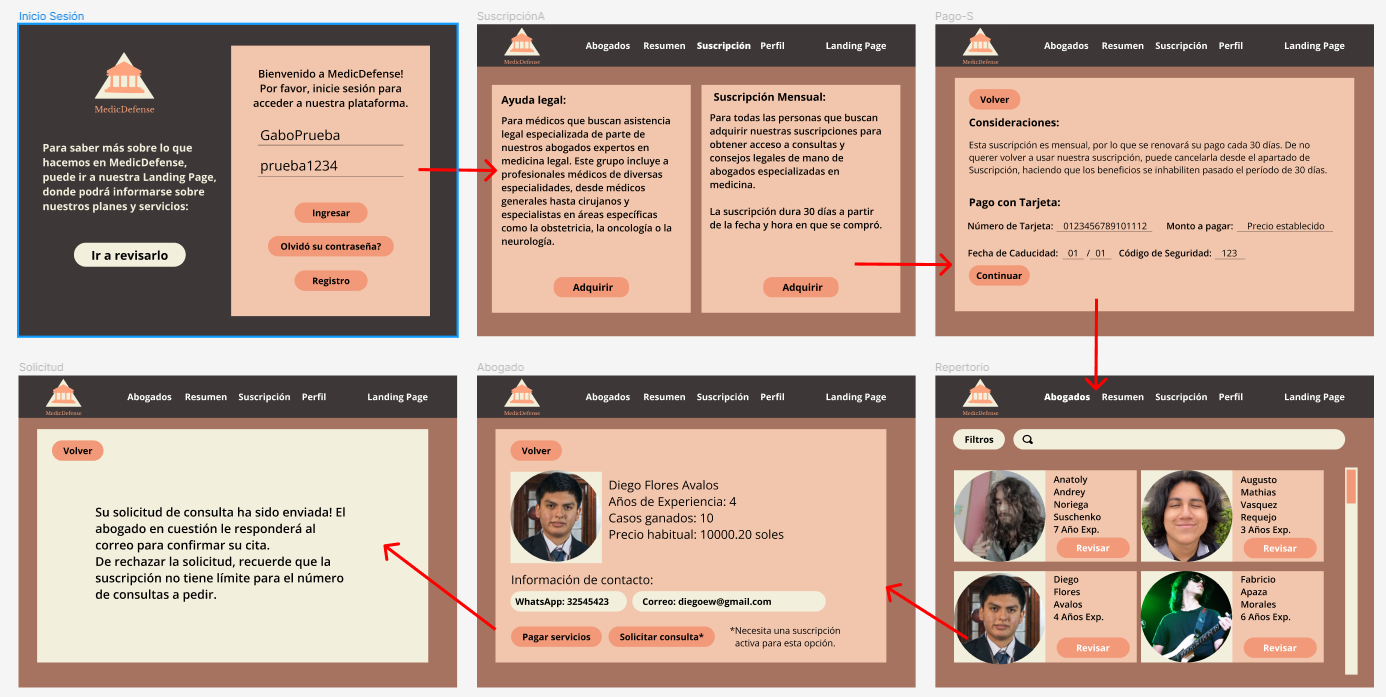 Inicio Sesión
MedicDefense
Para saber más sobre lo que
hacemos en MedicDefense,
puede ir a nuestra Landing Page,
donde podrá informarse sobre
nuestros planes y servicios:
Ir a revisarlo
Bienvenido a MedicDefense!
Por favor, inicie sesión para
acceder a nuestra plataforma.
GaboPrueba
prueba1234
Ingresar
Olvidó su contraseña?
Registro
SuscripciónA
MedicDefense
Abogados Resumen Suscripción Perfil Landing Page
Ayuda legal:
Para médicos que buscan asistencia
legal especializada de parte de
nuestros abogados expertos en
medicina legal. Este grupo incluye a
profesionales médicos de diversas
especialidades, desde médicos
generales hasta cirujanos y
especialistas en áreas específicas
como la obstetricia, la oncología o la
neurología.
Adquirir
Suscripción Mensual:
Para todas las personas que buscan
adquirir nuestras suscripciones para
obtener acceso a consultas y
consejos legales de mano de
abogados especializadas en
medicina.
La suscripción dura 30 días a partir
de la fecha y hora en que se compró.
Adquirir
Pago-S
MedicDefense
Abogados Resumen Suscripción Perfil Landing Page
Volver
Consideraciones:
Esta suscripción es mensual, por lo que se renovará su pago cada 30 días. De no
querer volver a usar nuestra suscripción, puede cancelarla desde el apartado de
Suscripción, haciendo que los beneficios se inhabiliten pasado el período de 30 días.
Pago con Tarjeta:
Número de Tarjeta: 0123456789101112 Monto a pagar: Precio establecido
Fecha de Caducidad: 01 / 01 Código de Seguridad: 123
Continuar
Solicitud
MedicDefense
Abogados Resumen Suscripción Perfil Landing Page
Volver
Su solicitud de consulta ha sido enviada! El
abogado en cuestión le responderá al
correo para confirmar su cita.
De rechazar la solicitud, recuerde que la
suscripción no tiene límite para el número
de consultas a pedir.
Abogado
MedicDefense
Abogados Resumen Suscripción Perfil Landing Page
Volver
Diego Flores Avalos
Años de Experiencia: 4
Casos ganados: 10
Precio habitual: 10000.20 soles
Información de contacto:
WhatsApp: 32545423 Correo: diegoew@gmail.com
Pagar servicios Solicitar consulta*
*Necesita una suscripción
activa para esta opción.
Repertorio
MedicDefense
Abogados Resumen Suscripción Perfil Landing Page
Filtros
Anatoly
Andrey
Noriega
Suschenko
7 Año Exp.
Revisar
Augusto
Mathias
Vasquez
Requejo
3 Años Exp.
Revisar
Diego
Flores
Avalos
4 Años Exp.
Revisar
Fabricio
Apaza
Morales
6 Años Exp.
Revisar